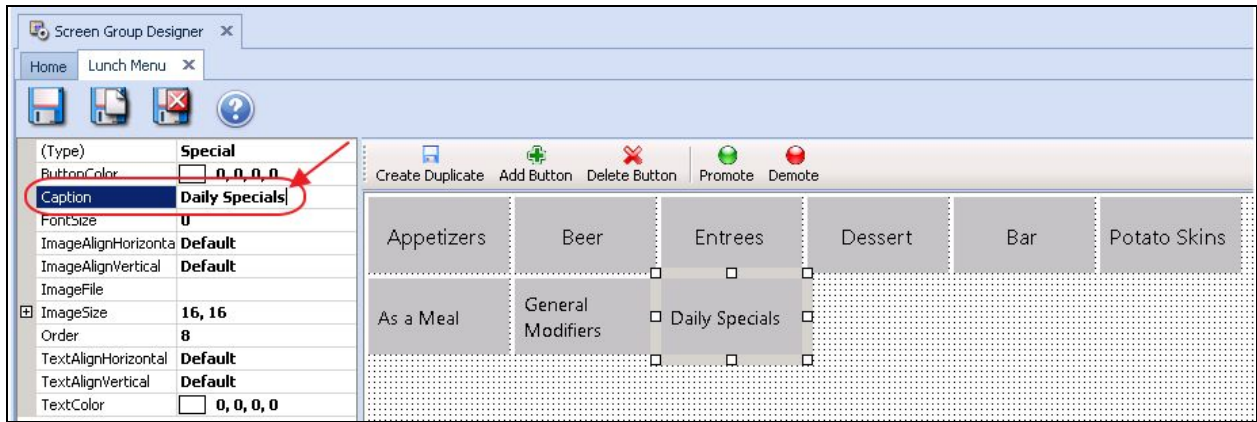 Screen Group Designer
Home Lunch Menu
(Type) Special
ButtonColor 0, 0, 0, 0
Caption Daily Specials
FontSize 0
ImageAlignHorizonta Default
ImageAlignVertical Default
ImageFile
ImageSize 16, 16
Order 8
TextAlignHorizontal Default
TextAlignVertical Default
TextColor 0, 0, 0, 0
Create Duplicate Add Button Delete Button Promote Demote
Appetizers Beer Entrees Dessert Bar Potato Skins
As a Meal General Modifiers Daily Specials